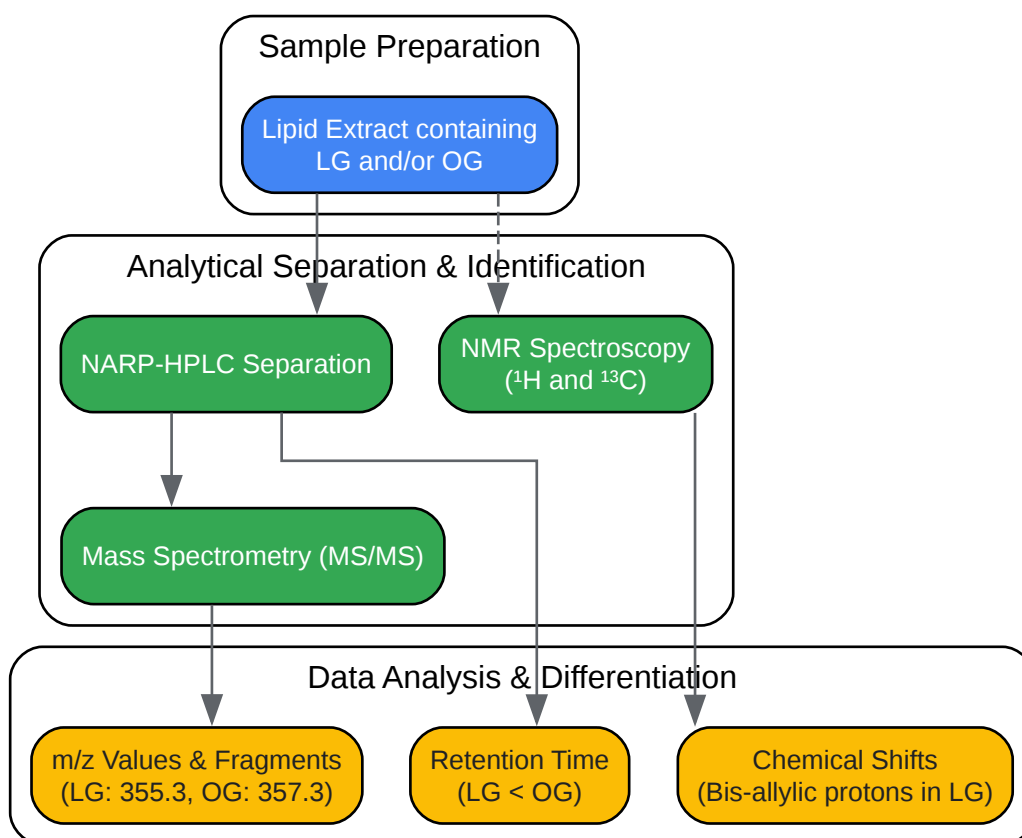 Sample Preparation
Lipid Extract containing
LG and/or OG
Analytical Separation & Identification
NARP-HPLC Separation
NMR Spectroscopy
(¹H and ¹³C)
Mass Spectrometry (MS/MS)
Data Analysis & Differentiation
m/z Values & Fragments
(LG: 355.3, OG: 357.3)
Retention Time
(LG < OG)
Chemical Shifts
(Bis-allylic protons in LG)